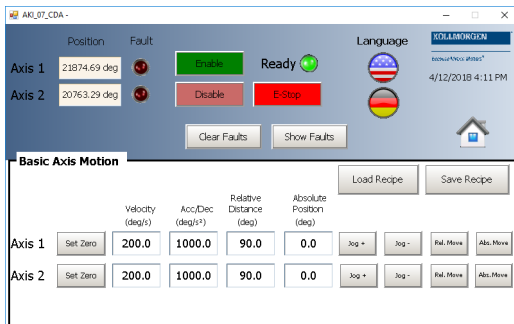 AKI_07_CDA -
Position Fault Language KOLLMORGEN
Axis 1 21874.69 deg Enable Ready
4/12/2018 4:11 PM
Axis 2 20763.29 deg Disable E-Stop
Clear Faults Show Faults
Basic Axis Motion
Load Recipe Save Recipe
Velocity Acc/Dec Relative Distance Absolute Position
(deg/s) (deg/s²) (deg) (deg)
Axis 1 Set Zero 200.0 1000.0 90.0 0.0 Jog + Jog - Rel. Move Abs. Move
Axis 2 Set Zero 200.0 1000.0 90.0 0.0 Jog + Jog - Rel. Move Abs. Move